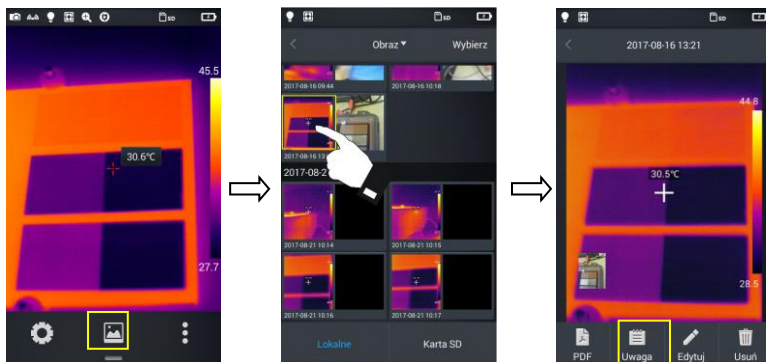 SD
45.5
30.6℃
27.7
SD
Obraz
Wybierz
2017-08-16 09:44
2017-08-16 10:18
2017-08-16 13
2017-08-2
2017-08-21 10:14
2017-08-21 10:15
2017-08-21 10:16
2017-08-21 10:17
Lokalne
Karta SD
SD
2017-08-16 13:21
44.8
30.5℃
28.5
PDF
Uwaga
Edytuj
Usuń